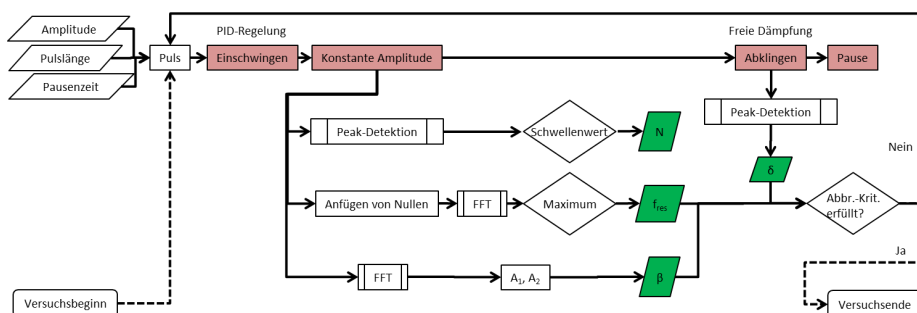 Amplitude
PID-Regelung
Freie Dämpfung
Pulslänge
Puls
Einschwingen
Konstante Amplitude
Abklingen
Pause
Pausenzeit
Peak-Detektion
Peak-Detektion
Schwellenwert
N
Nein
δ
Anfügen von Nullen
FFT
Maximum
fres
Abbr.-Krit.
erfüllt?
Ja
FFT
A1, A2
β
Versuchsbeginn
Versuchsende